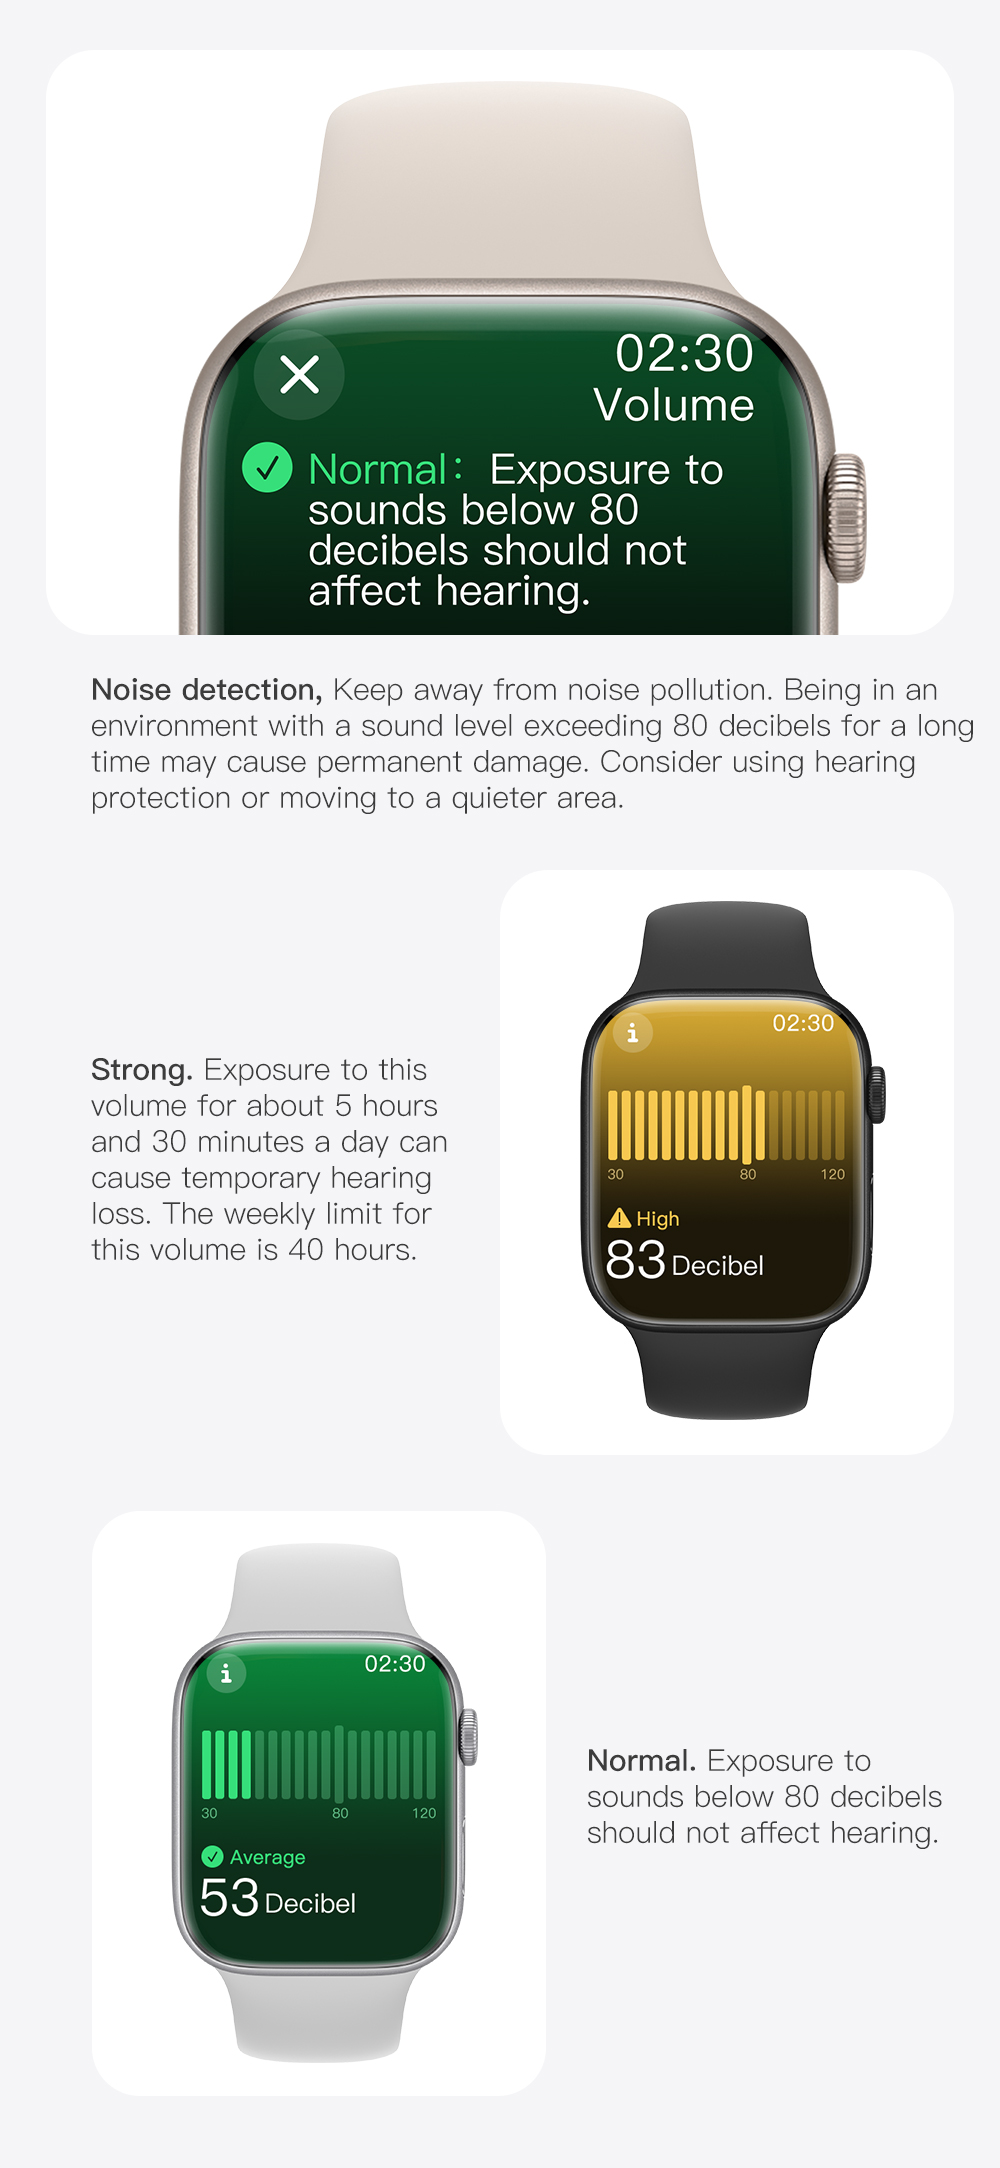 02:30
Volume
Normal: Exposure to
sounds below 80
decibels should not
affect hearing.
Noise detection, Keep away from noise pollution. Being in an
environment with a sound level exceeding 80 decibels for a long
time may cause permanent damage. Consider using hearing
protection or moving to a quieter area.
Strong. Exposure to this
volume for about 5 hours
and 30 minutes a day can
cause temporary hearing
loss. The weekly limit for
this volume is 40 hours.
i 02:30
30 80 120
High
83 Decibel
i 02:30
30 80 120
Average
53 Decibel
Normal. Exposure to
sounds below 80 decibels
should not affect hearing.